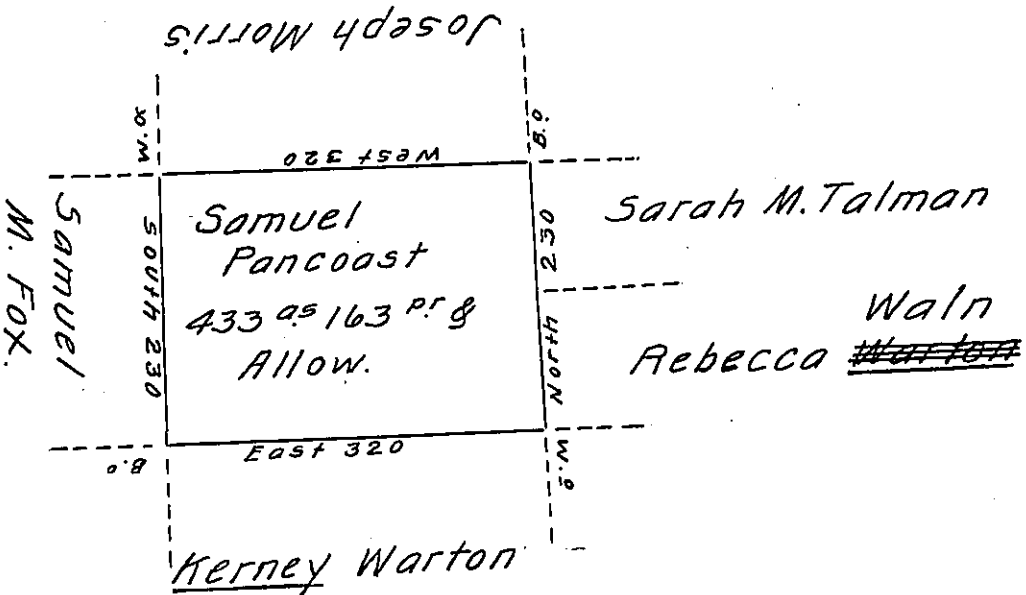 Joseph Morris
W.o
B.o
West 320
Samuel
M. Fox.
South 230
Samuel
Pancoast
433 as 163 pr &
Allow.
North 230
Sarah M. Talman
Waln
Rebecca Warton
East 320
B.o
W.o
Kerney Warton